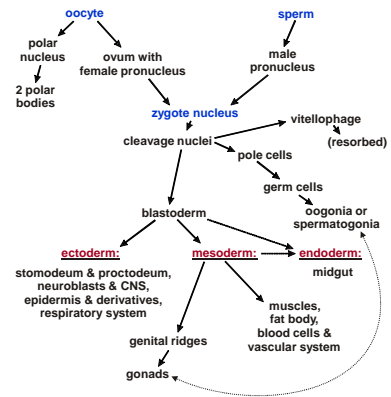 oocyte
sperm
polar
nucleus
ovum with
female pronucleus
male
pronucleus
2 polar
bodies
zygote nucleus
vitellophage
cleavage nuclei
(resorbed)
pole cells
germ cells
oogonia or
spermatogonia
blastoderm
ectoderm:
mesoderm:
endoderm:
stomodeum & proctodeum,
neuroblasts & CNS,
epidermis & derivatives,
respiratory system
midgut
muscles,
fat body,
blood cells &
vascular system
genital ridges
gonads